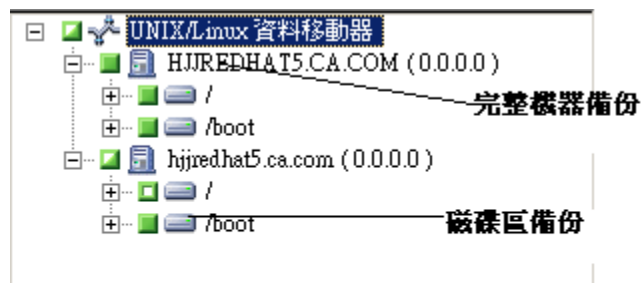 UNIX/Linux 資料移動器
HJJREDHAT5.CA.COM (0.0.0.0)
/
/boot
完整機器備份
hjjredhat5.ca.com (0.0.0.0)
/
/boot
磁碟區備份